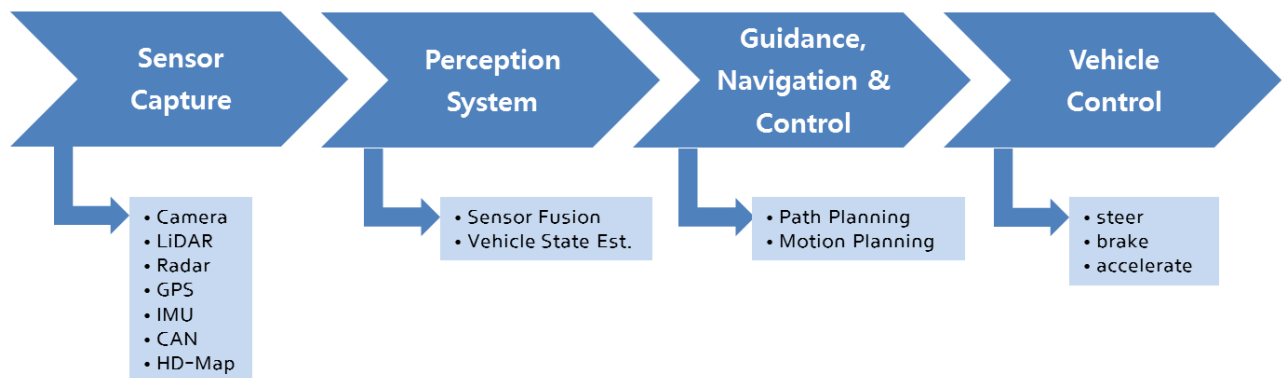 Sensor
Capture
Perception
System
Guidance,
Navigation &
Control
Vehicle
Control
• Camera
• LiDAR
• Radar
• GPS
• IMU
• CAN
• HD-Map
• Sensor Fusion
• Vehicle State Est.
• Path Planning
• Motion Planning
• steer
• brake
• accelerate